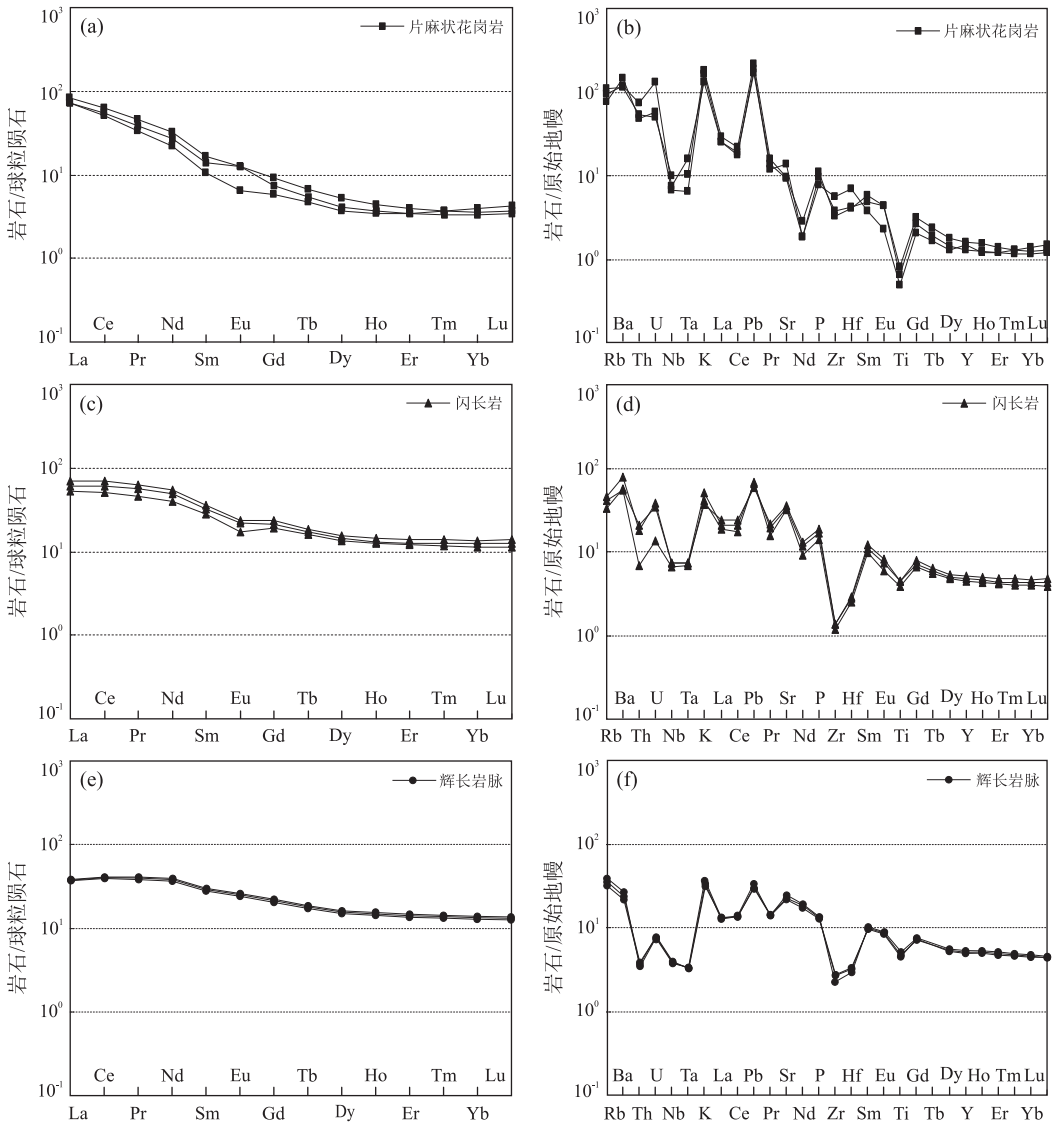 (a)
片麻状花岗岩
岩石/球粒陨石
10³
10²
10¹
10⁰
10⁻¹
Ce Nd Sm Eu Tb Ho Tm Lu
La Pr Sm Gd Dy Er Yb
(b)
片麻状花岗岩
岩石/原始地幔
10³
10²
10¹
10⁰
10⁻¹
Ba U Ta La Pb Sr P Hf Eu Gd Dy Ho Tm Lu
Rb Th Nb K Ce Pr Nd Zr Sm Ti Tb Y Er Yb
(c)
闪长岩
岩石/球粒陨石
10³
10²
10¹
10⁰
10⁻¹
Ce Nd Eu Tb Ho Tm Lu
La Pr Sm Gd Dy Er Yb
(d)
闪长岩
岩石/原始地幔
10³
10²
10¹
10⁰
10⁻¹
Ba U Ta La Pb Sr P Hf Eu Gd Dy Ho Tm Lu
Rb Th Nb K Ce Pr Nd Zr Sm Ti Tb Y Er Yb
(e)
辉长岩脉
岩石/球粒陨石
10³
10²
10¹
10⁰
10⁻¹
Ce Nd Eu Tb Ho Tm Lu
La Pr Sm Gd Dy Er Yb
(f)
辉长岩脉
岩石/原始地幔
10³
10²
10¹
10⁰
10⁻¹
Ba U Ta La Pb Sr P Hf Eu Gd Dy Ho Tm Lu
Rb Th Nb K Ce Pr Nd Zr Sm Ti Tb Y Er Yb